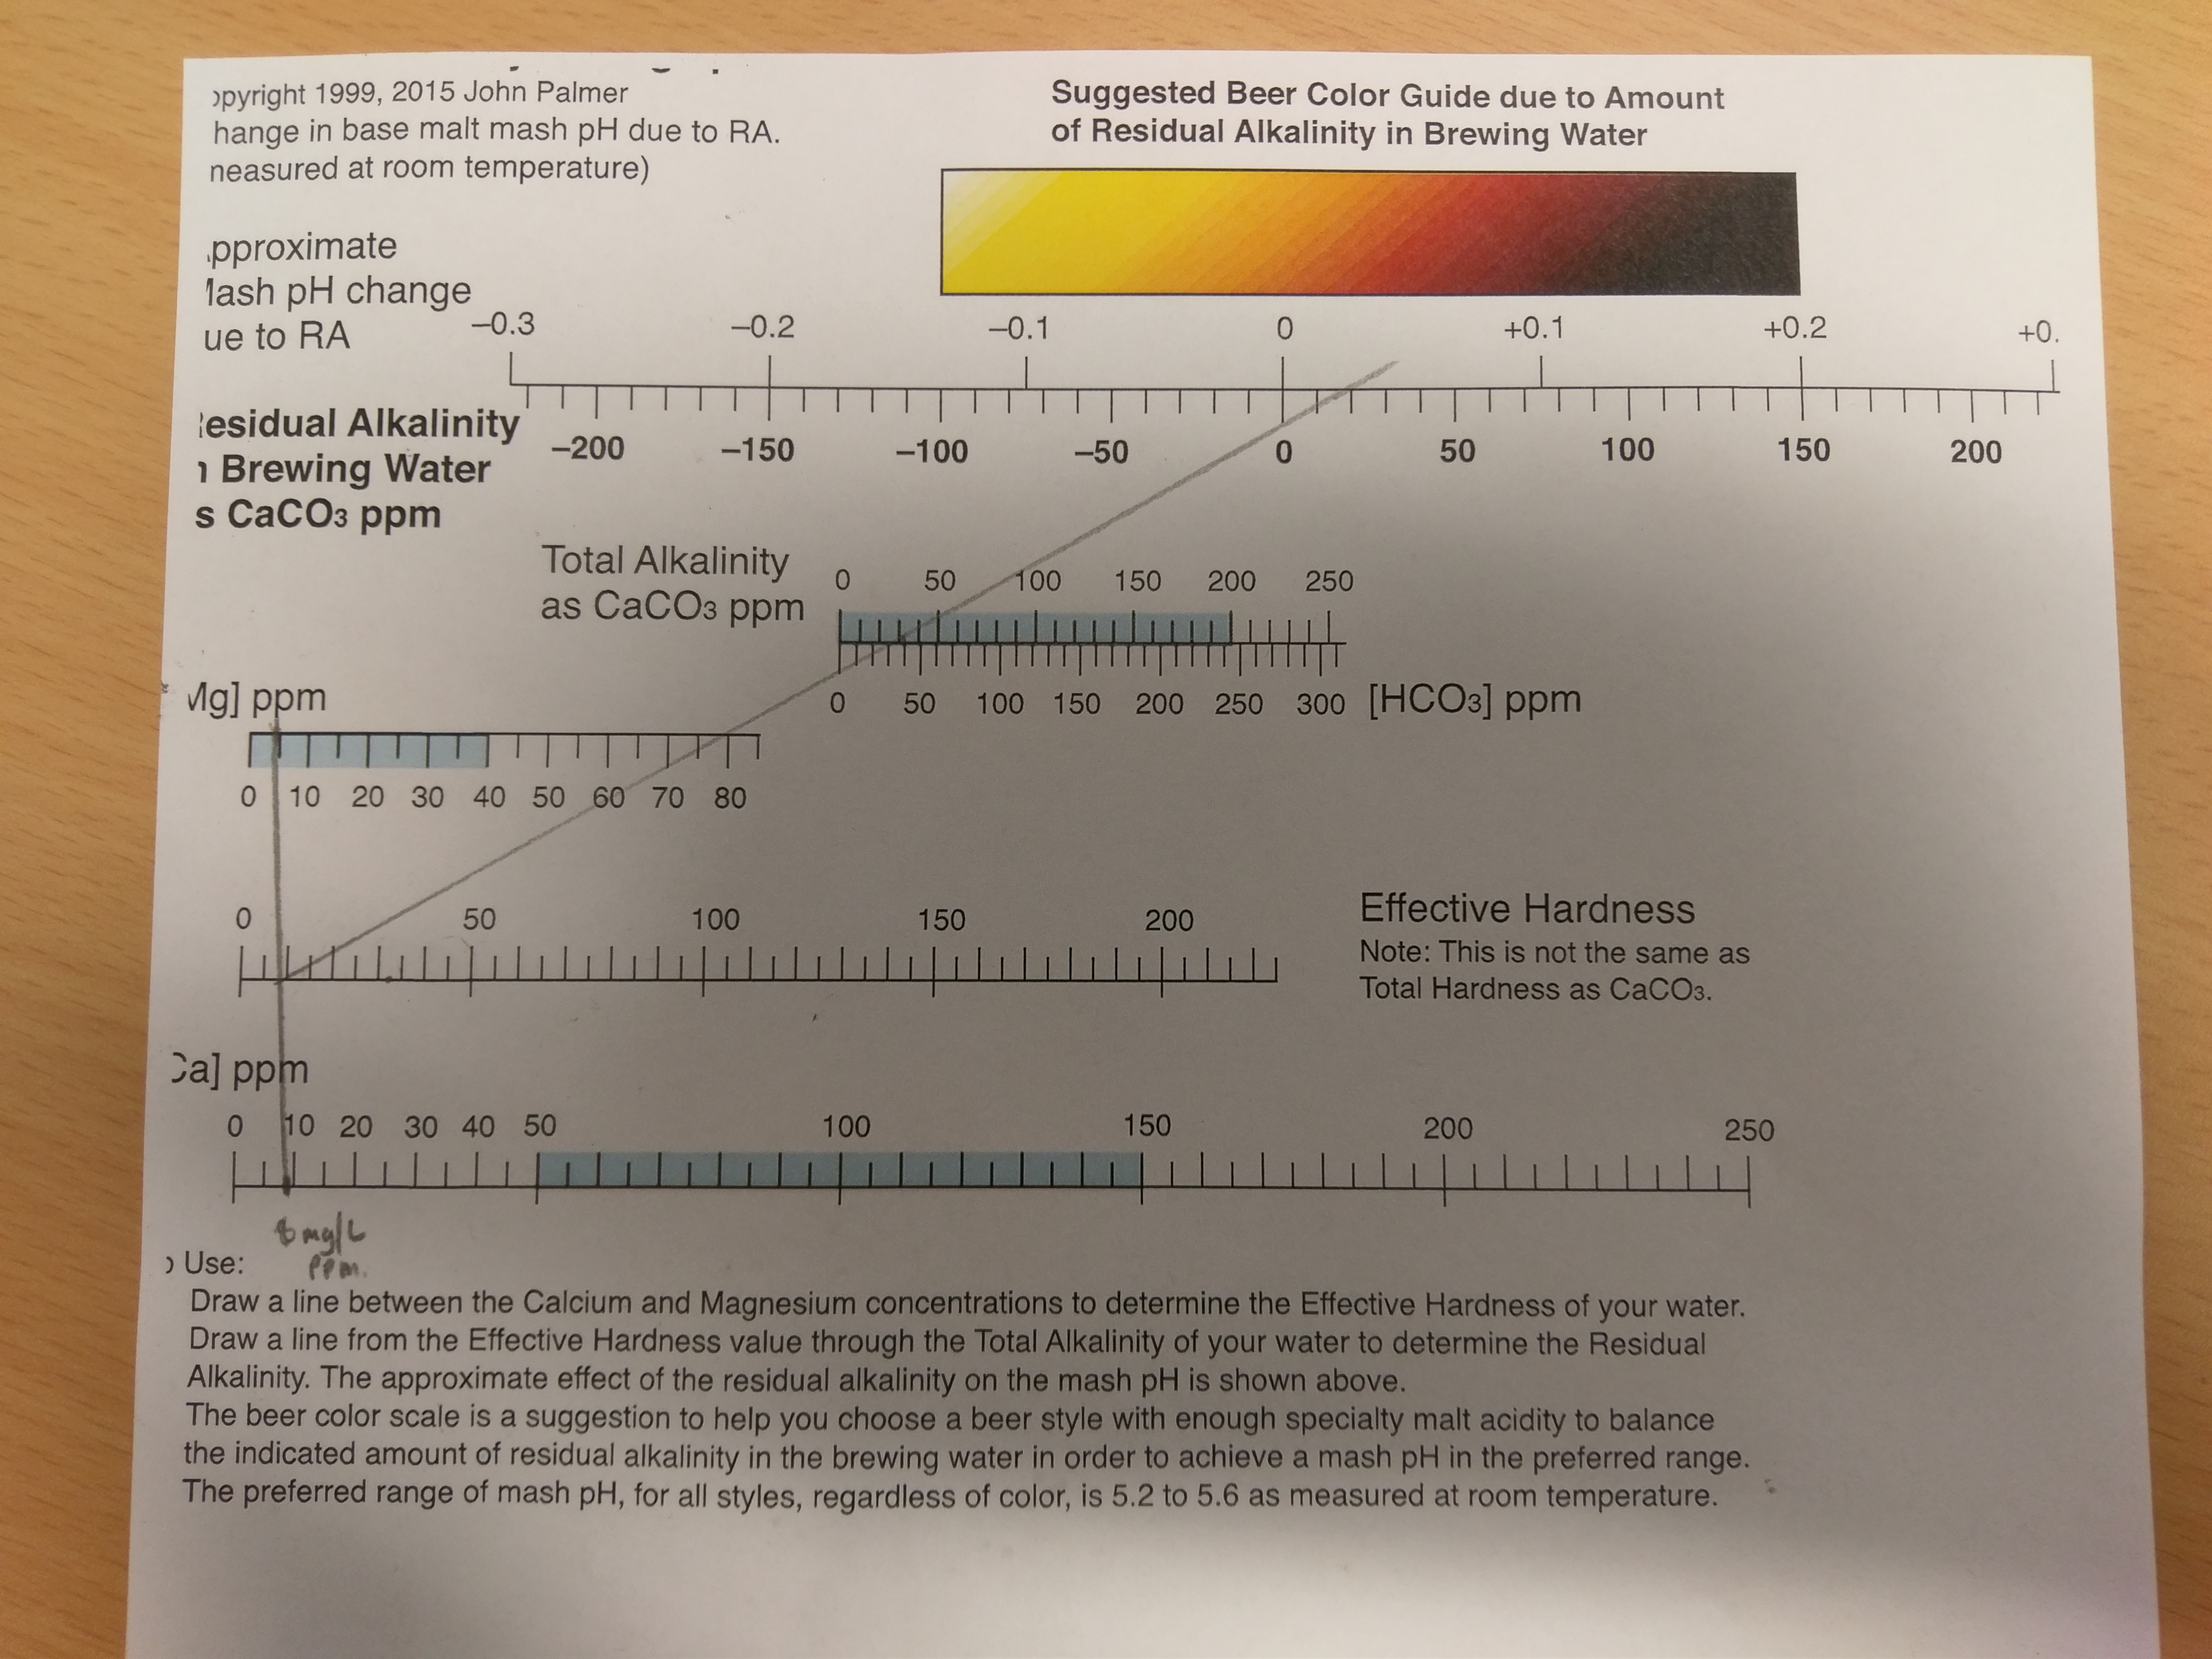 opyright 1999, 2015 John Palmer
hange in base malt mash pH due to RA.
neasured at room temperature)
Suggested Beer Color Guide due to Amount
of Residual Alkalinity in Brewing Water
pproximate
lash pH change
ue to RA
–0.3 –0.2 –0.1 0 +0.1 +0.2 +0.
esidual Alkalinity
n Brewing Water
s CaCO3 ppm
–200 –150 –100 –50 0 50 100 150 200
Total Alkalinity
as CaCO3 ppm
0 50 100 150 200 250
0 50 100 150 200 250 300 [HCO3] ppm
Mg] ppm
0 10 20 30 40 50 60 70 80
0 50 100 150 200
Effective Hardness
Note: This is not the same as
Total Hardness as CaCO3.
Ca] ppm
0 10 20 30 40 50 100 150 200 250
8 mg/L
ppm.
o Use:
Draw a line between the Calcium and Magnesium concentrations to determine the Effective Hardness of your water.
Draw a line from the Effective Hardness value through the Total Alkalinity of your water to determine the Residual
Alkalinity. The approximate effect of the residual alkalinity on the mash pH is shown above.
The beer color scale is a suggestion to help you choose a beer style with enough specialty malt acidity to balance
the indicated amount of residual alkalinity in the brewing water in order to achieve a mash pH in the preferred range.
The preferred range of mash pH, for all styles, regardless of color, is 5.2 to 5.6 as measured at room temperature.